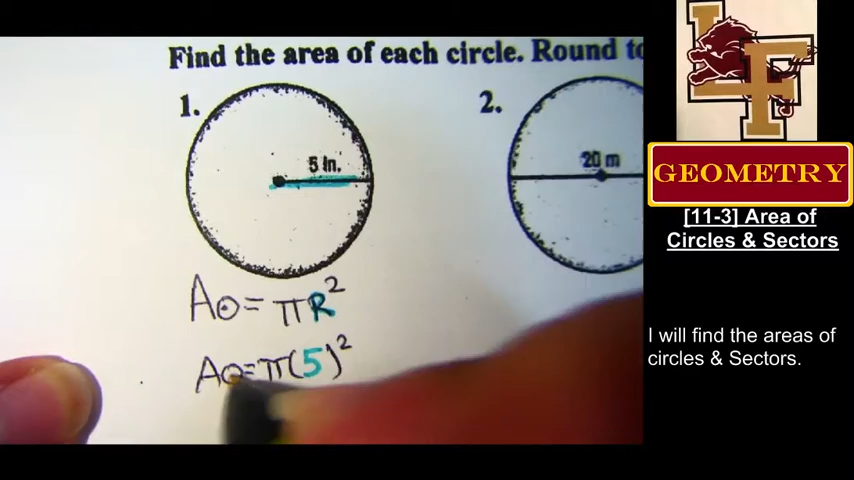 Find the area of each circle. Round to
1.
5 in.
2.
20 m
A⊙ = πR²
A⊙ = π(5)²
LF
GEOMETRY
[11-3] Area of
Circles & Sectors
I will find the areas of
circles & Sectors.